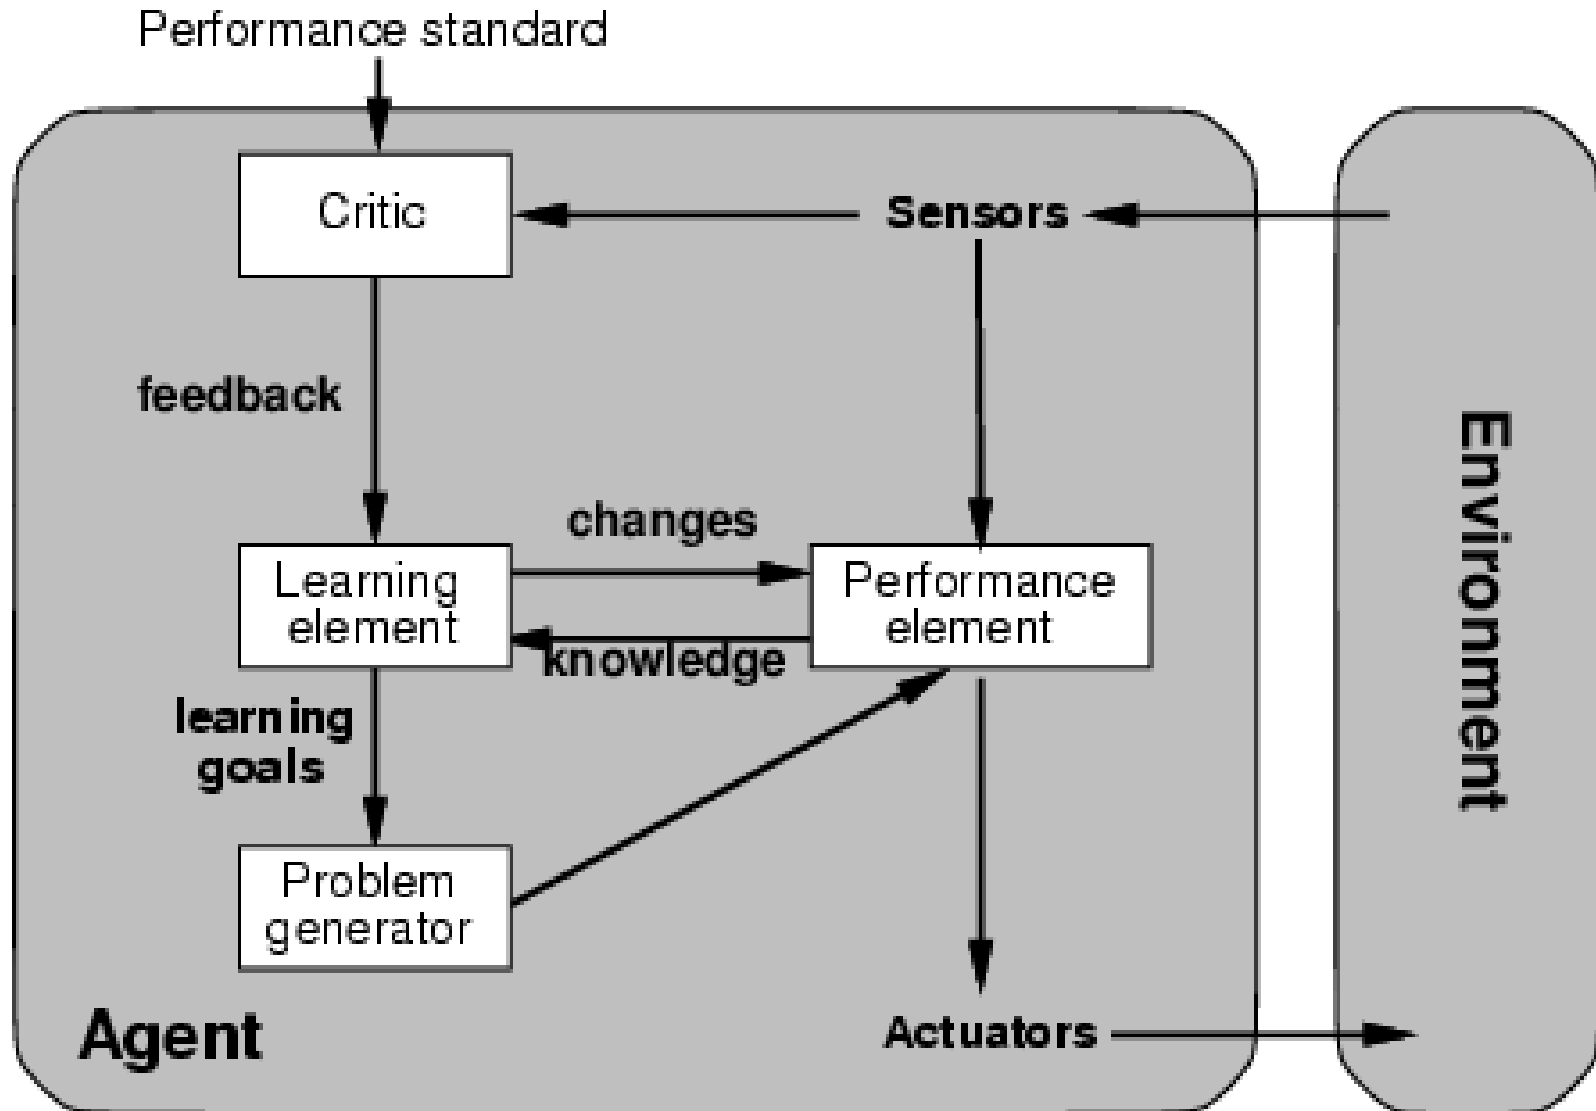 Performance standard
Critic
Sensors
feedback
changes
Learning
element
Performance
element
knowledge
learning
goals
Problem
generator
Agent
Actuators
Environment